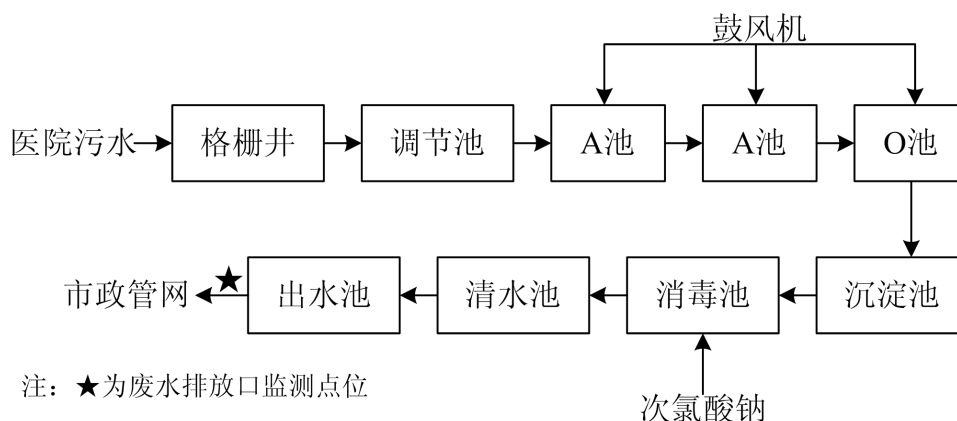 鼓风机
医院污水
格栅井
调节池
A池
A池
O池
市政管网
出水池
清水池
消毒池
沉淀池
注：★为废水排放口监测点位
次氯酸钠